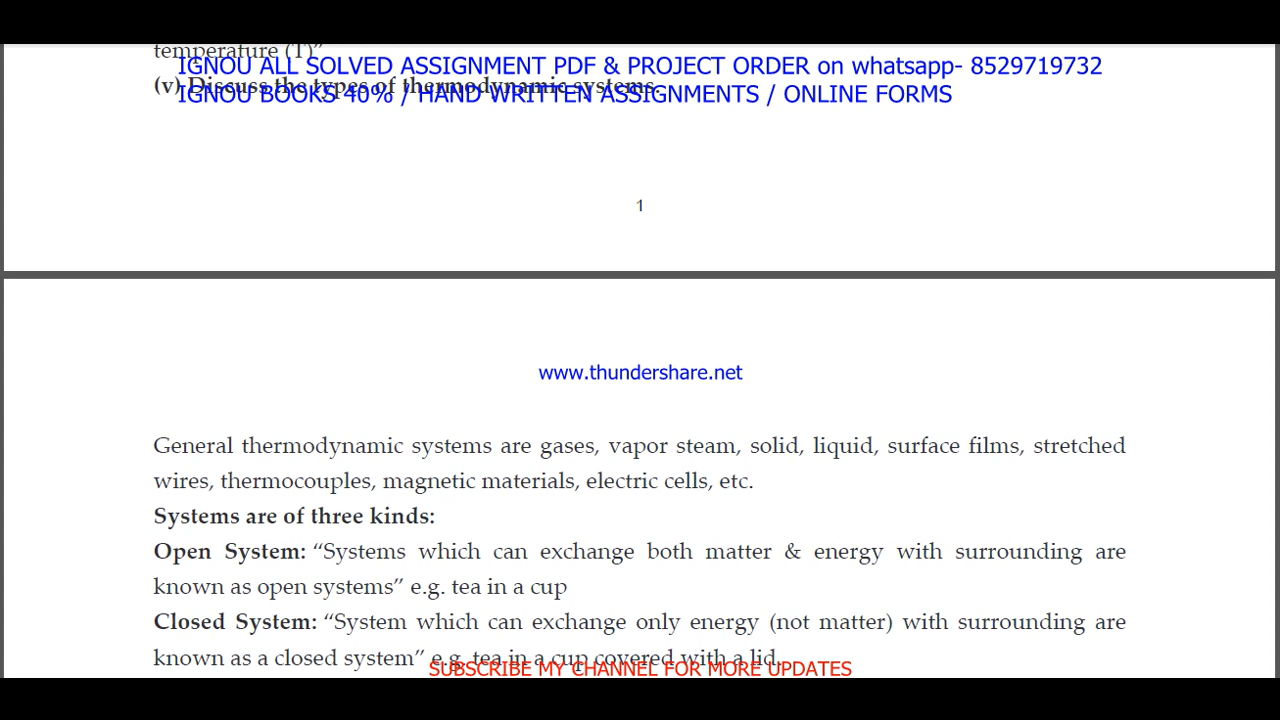 temperature (T)”
IGNOU ALL SOLVED ASSIGNMENT PDF & PROJECT ORDER on whatsapp- 8529719732
(v) Discuss the types of thermodynamic systems.
IGNOU BOOKS 40% / HAND WRITTEN ASSIGNMENTS / ONLINE FORMS
1
www.thundershare.net
General thermodynamic systems are gases, vapor steam, solid, liquid, surface films, stretched
wires, thermocouples, magnetic materials, electric cells, etc.
Systems are of three kinds:
Open System: “Systems which can exchange both matter & energy with surrounding are
known as open systems” e.g. tea in a cup
Closed System: “System which can exchange only energy (not matter) with surrounding are
known as a closed system” e.g. tea in a cup covered with a lid.
SUBSCRIBE MY CHANNEL FOR MORE UPDATES